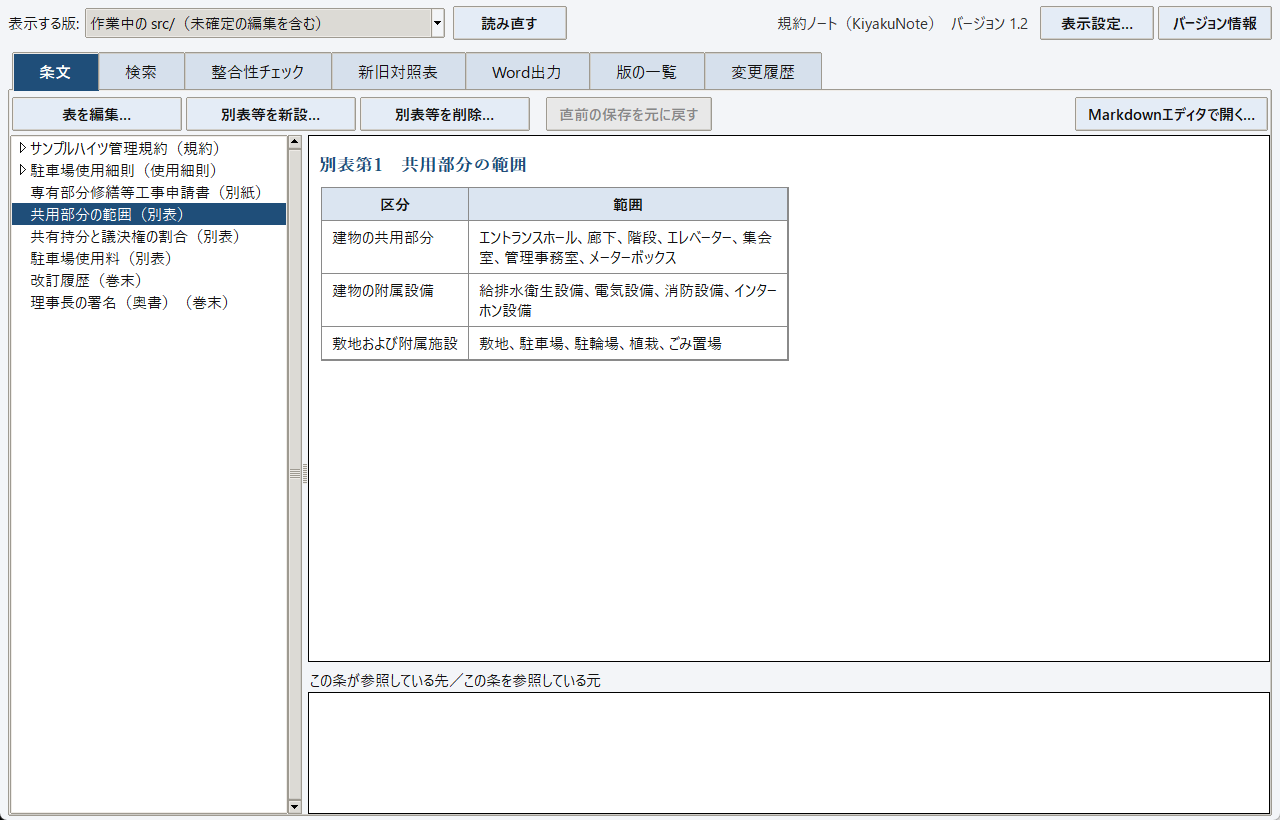 表示する版: 作業中の src/（未確定の編集を含む） 読み直す 規約ノート（KiyakuNote） バージョン 1.2 表示設定... バージョン情報
条文 検索 整合性チェック 新旧対照表 Word出力 版の一覧 変更履歴
表を編集... 別表等を新設... 別表等を削除... 直前の保存を元に戻す Markdownエディタで開く...
サンプルハイツ管理規約（規約）
駐車場使用細則（使用細則）
専有部分修繕等工事申請書（別紙）
共用部分の範囲（別表）
共有持分と議決権の割合（別表）
駐車場使用料（別表）
改訂履歴（巻末）
理事長の署名（奥書）（巻末）
別表第1 共用部分の範囲
区分 範囲
建物の共用部分 エントランスホール、廊下、階段、エレベーター、集会
室、管理事務室、メーターボックス
建物の附属設備 給排水衛生設備、電気設備、消防設備、インター
ホン設備
敷地および附属施設 敷地、駐車場、駐輪場、植栽、ごみ置場
この条が参照している先／この条を参照している元